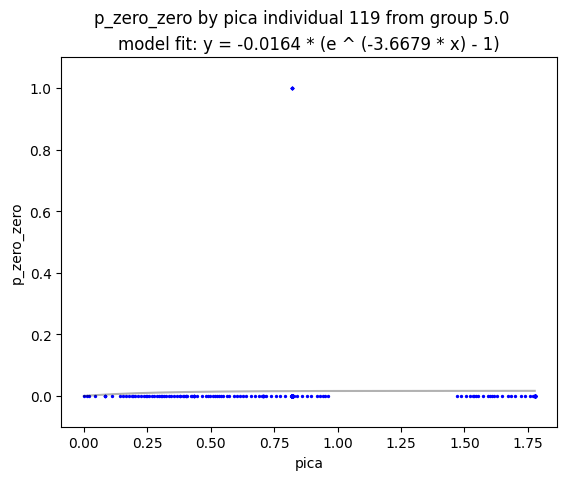 p_zero_zero by pica individual 119 from group 5.0
model fit: y = -0.0164 * (e ^ (-3.6679 * x) - 1)
1.0
0.8
0.6
0.4
0.2
0.0
p_zero_zero
0.00 0.25 0.50 0.75 1.00 1.25 1.50 1.75
pica